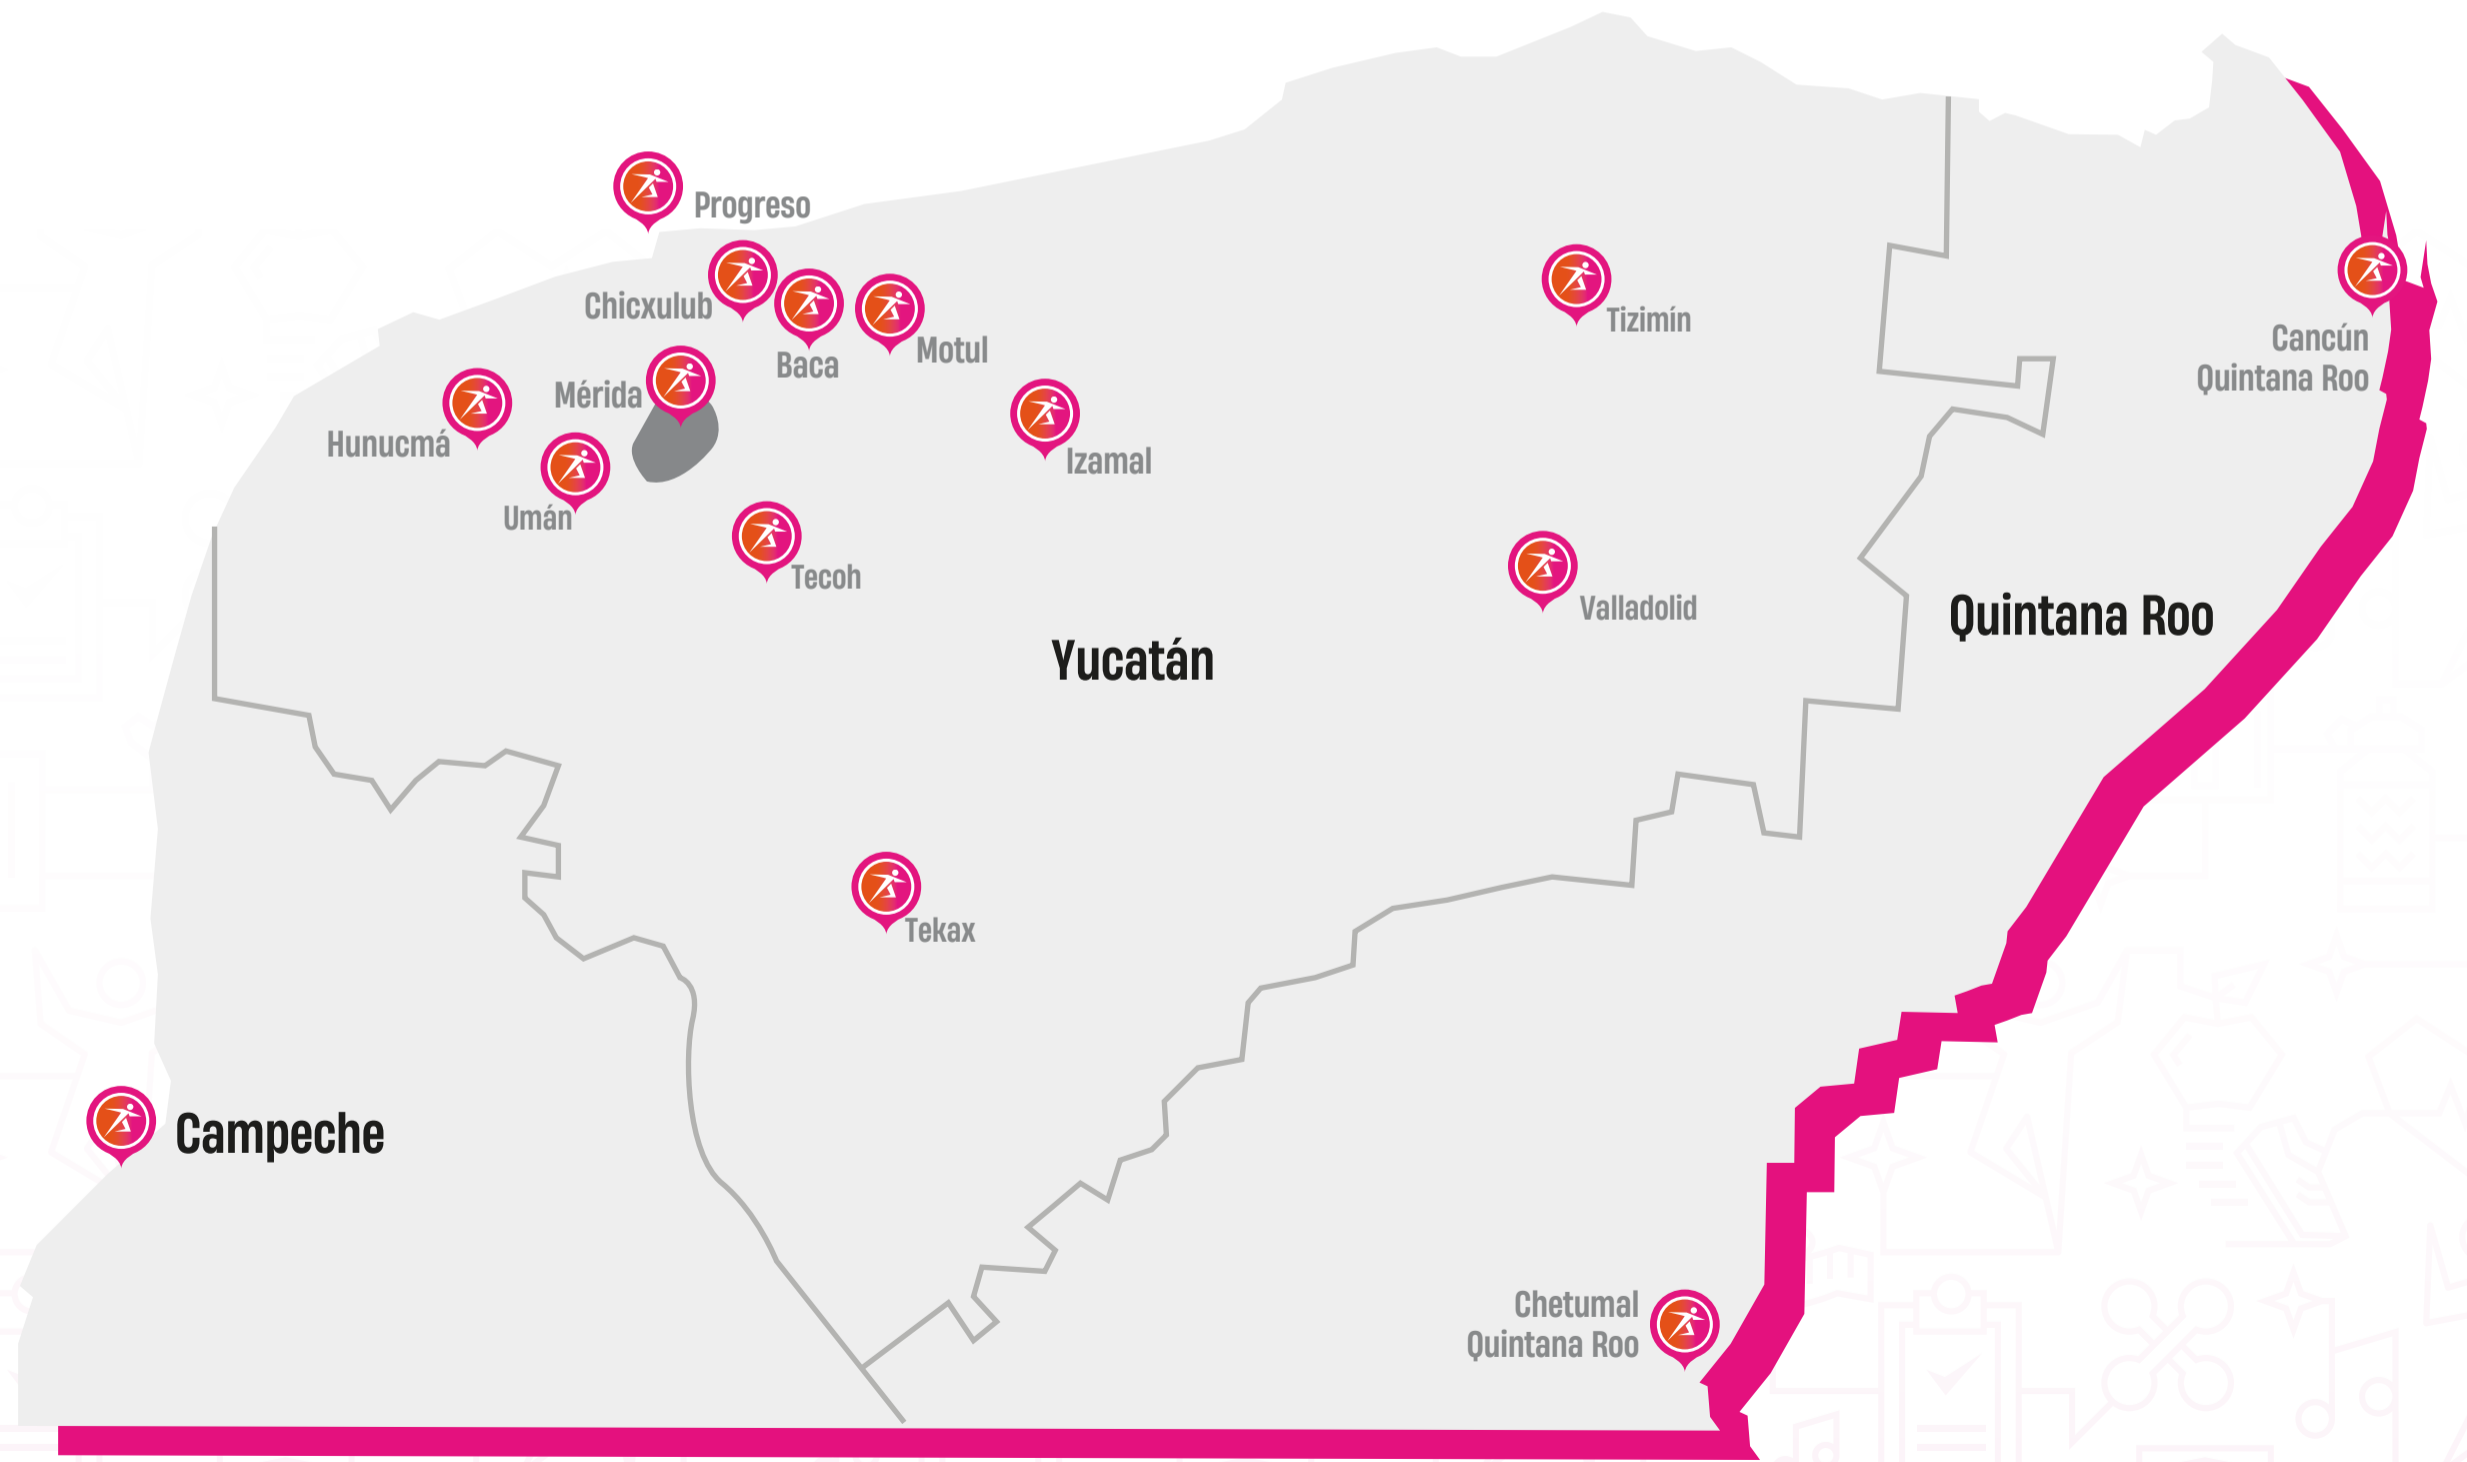 Progreso
Chicxulub
Baca
Motul
Tizimín
Cancún
Quintana Roo
Mérida
Hunucmá
Izamal
Umán
Tecoh
Valladolid
Quintana Roo
Yucatán
Tekax
Campeche
Chetumal
Quintana Roo